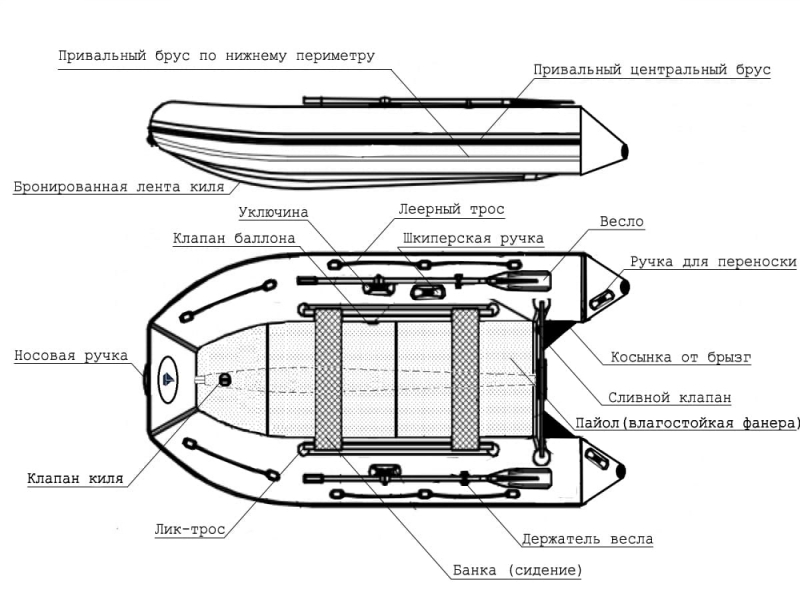 Привальный брус по нижнему периметру
Привальный центральный брус
Бронированная лента киля
Уключина
Леерный трос
Весло
Клапан баллона
Шкиперская ручка
Ручка для переноски
Носовая ручка
Косынка от брызг
Сливной клапан
Пайол(влагостойкая фанера)
Клапан киля
Лик-трос
Держатель весла
Банка (сидение)